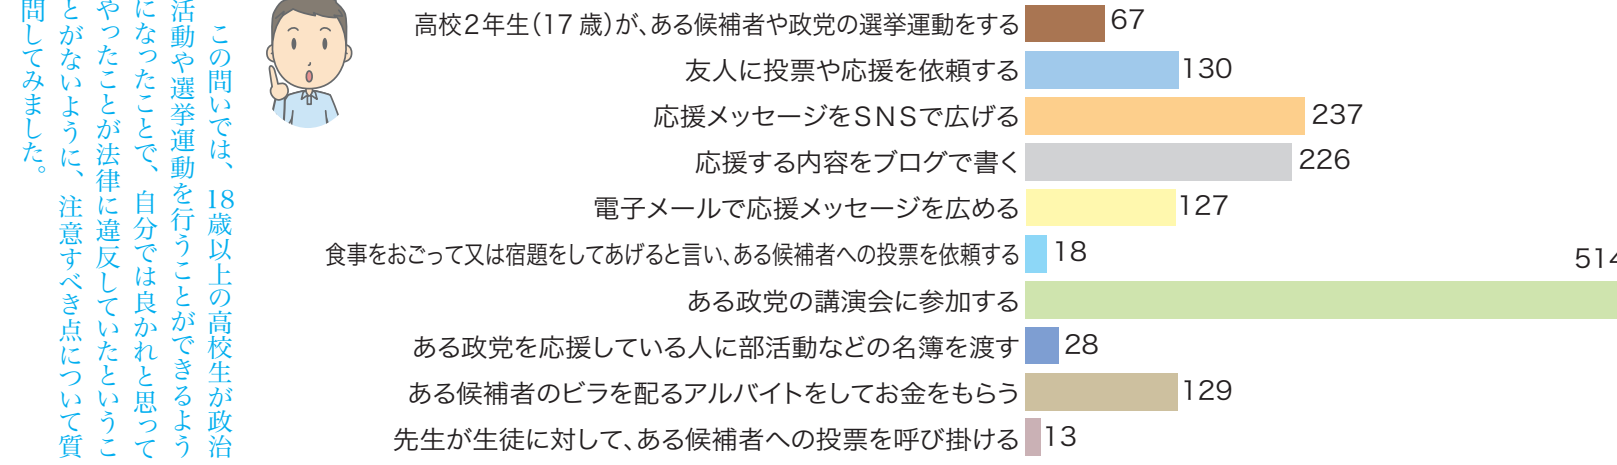 この問いでは、18歳以上の高校生が政治
活動や選挙運動を行うことができるよう
になったことで、自分では良かれと思って
やったことが法律に違反していたというこ
とがないように、注意すべき点について質
問してみました。
高校2年生（17 歳）が、ある候補者や政党の選挙運動をする 67
友人に投票や応援を依頼する 130
応援メッセージをSNSで広げる 237
応援する内容をブログで書く 226
電子メールで応援メッセージを広める 127
食事をおごって又は宿題をしてあげると言い、ある候補者への投票を依頼する 18
ある政党の講演会に参加する 514
ある政党を応援している人に部活動などの名簿を渡す 28
ある候補者のビラを配るアルバイトをしてお金をもらう 129
先生が生徒に対して、ある候補者への投票を呼び掛ける 13